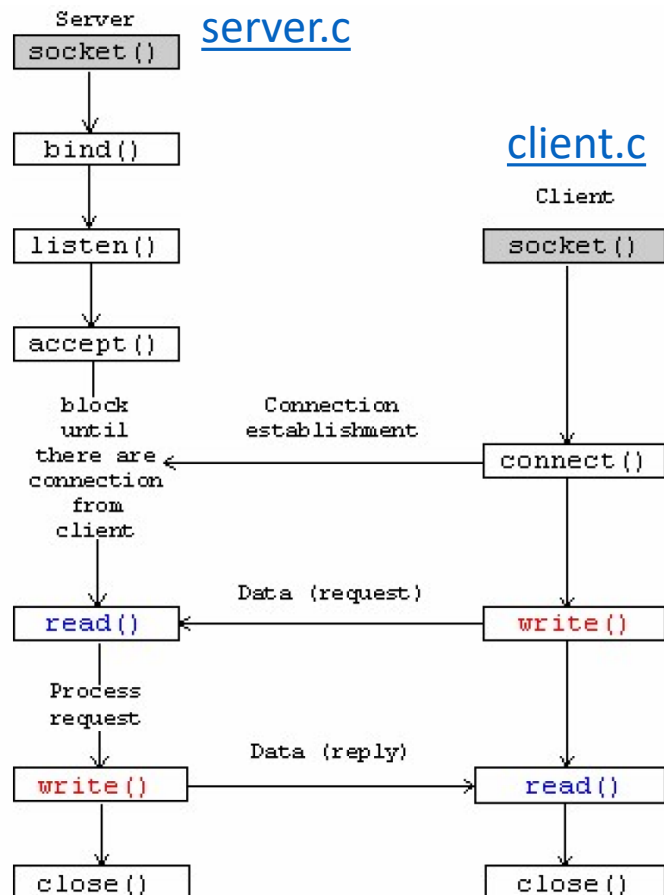 Server
server.c
socket()
bind()
client.c
Client
listen()
socket()
accept()
block
until
there are
connection
from
client
Connection
establishment
connect()
Data (request)
read()
write()
Process
request
Data (reply)
write()
read()
close()
close()